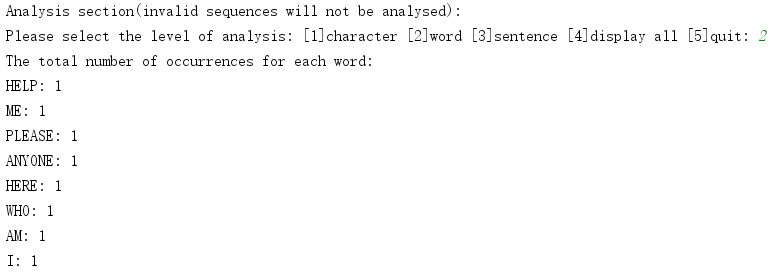 Analysis section(invalid sequences will not be analysed):
Please select the level of analysis: [1]character [2]word [3]sentence [4]display all [5]quit: 2
The total number of occurrences for each word:
HELP: 1
ME: 1
PLEASE: 1
ANYONE: 1
HERE: 1
WHO: 1
AM: 1
I: 1